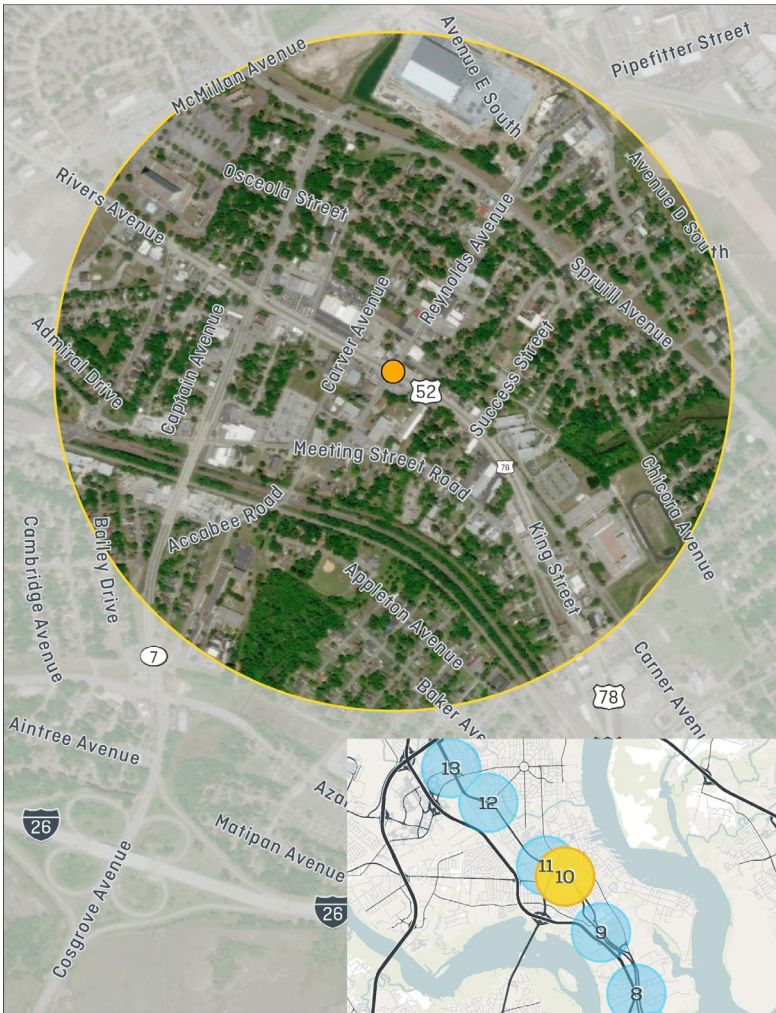 McMillan Avenue
Avenue E South
Pipefitter Street
Rivers Avenue
Osceola Street
Avenue D South
Reynolds Avenue
Spruill Avenue
Admiral Drive
Captain Avenue
Carver Avenue
52
Success Street
Meeting Street Road
78
Chicora Avenue
Accabee Road
Cambridge Avenue
Bailey Drive
King Street
Appleton Avenue
7
Baker Ave
78
Carner Avenu
Aintree Avenue
Aza
26
Matipan Avenue
26
Cosgrove Avenue
13
12
11
10
9
8